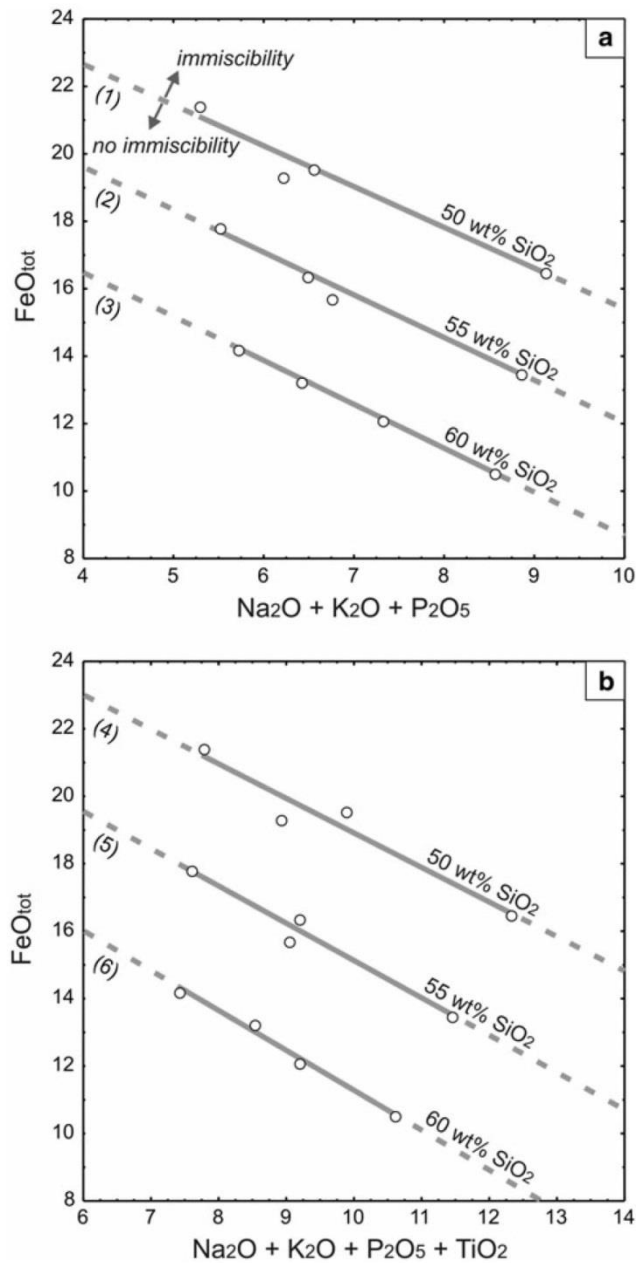 a
24
22
20
18
16
14
12
10
8
FeOtot
immiscibility
no immiscibility
(1)
(2)
(3)
50 wt% SiO2
55 wt% SiO2
60 wt% SiO2
4 5 6 7 8 9 10
Na2O + K2O + P2O5
b
24
22
20
18
16
14
12
10
8
FeOtot
(4)
(5)
(6)
50 wt% SiO2
55 wt% SiO2
60 wt% SiO2
6 7 8 9 10 11 12 13 14
Na2O + K2O + P2O5 + TiO2